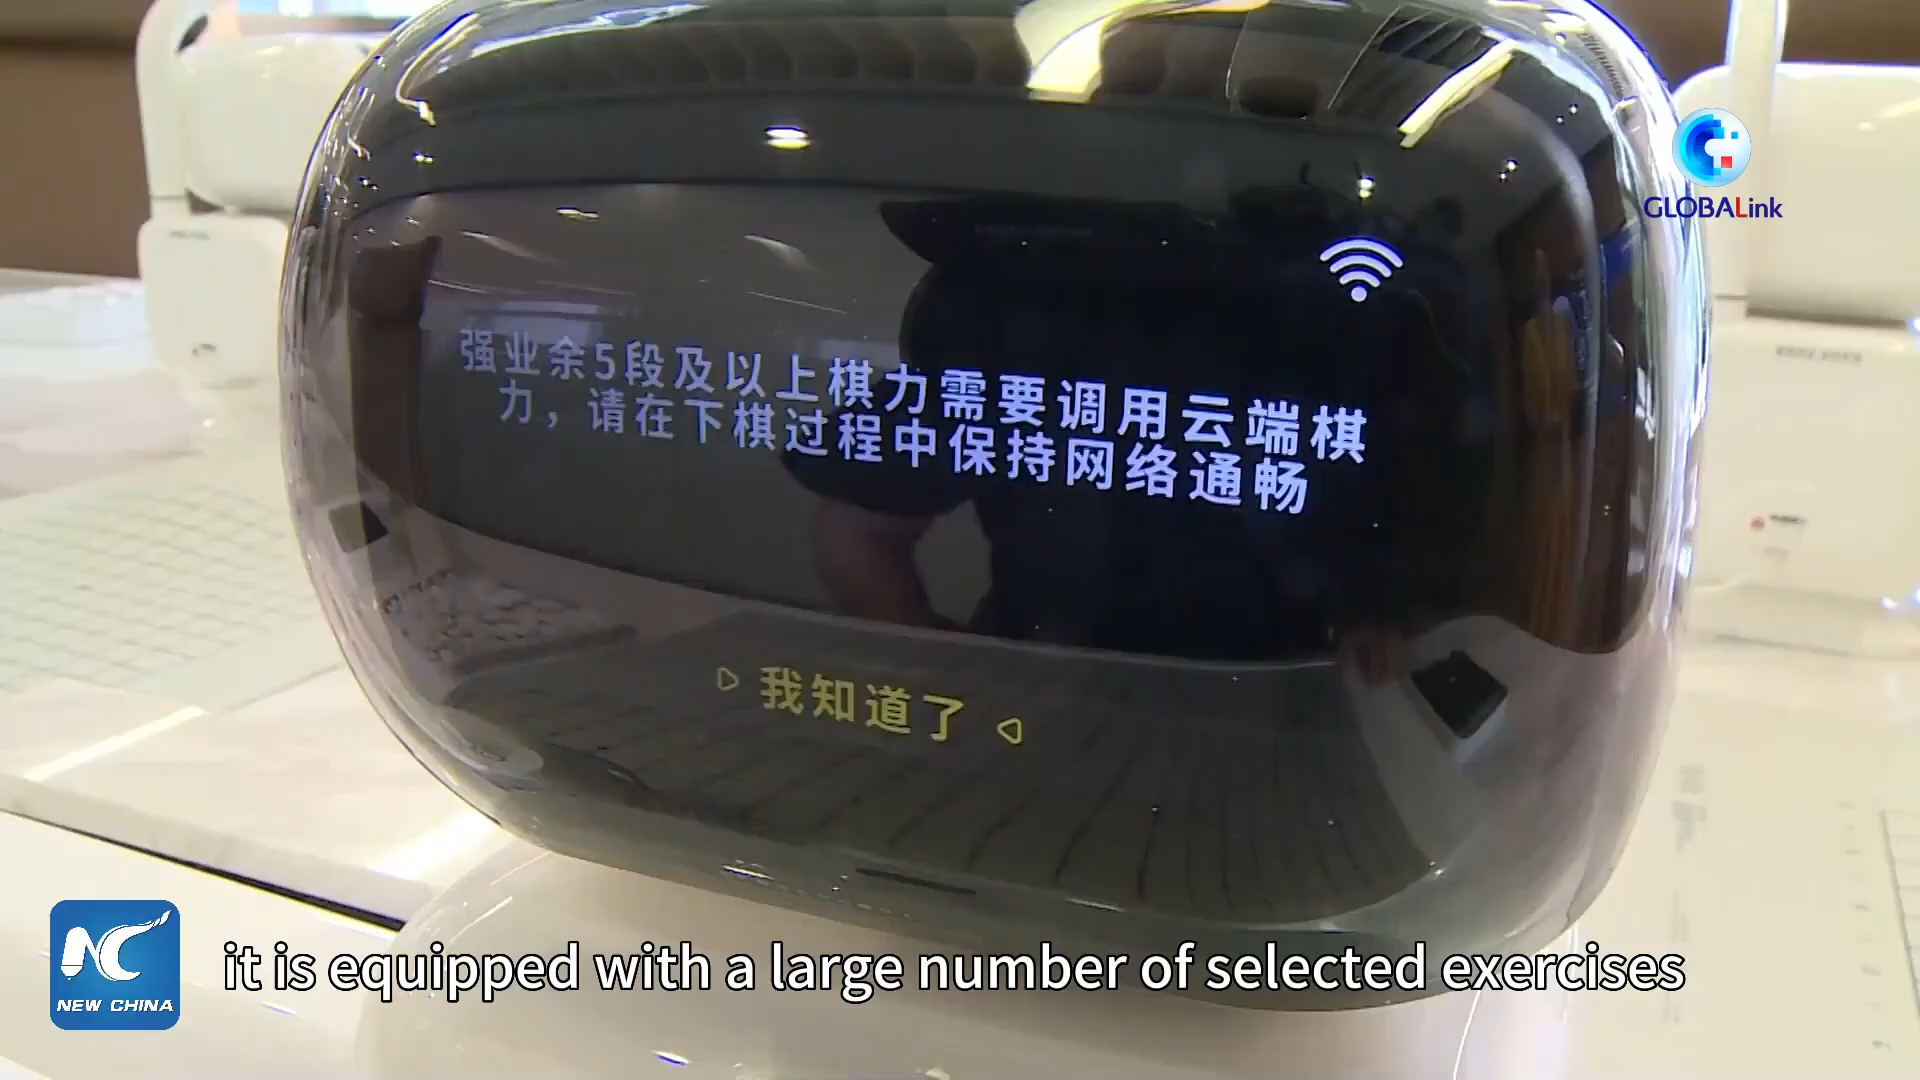 GLOBALink
强业余5段及以上棋力需要调用云端棋
力，请在下棋过程中保持网络通畅
我知道了
it is equipped with a large number of selected exercises
NC
NEW CHINA